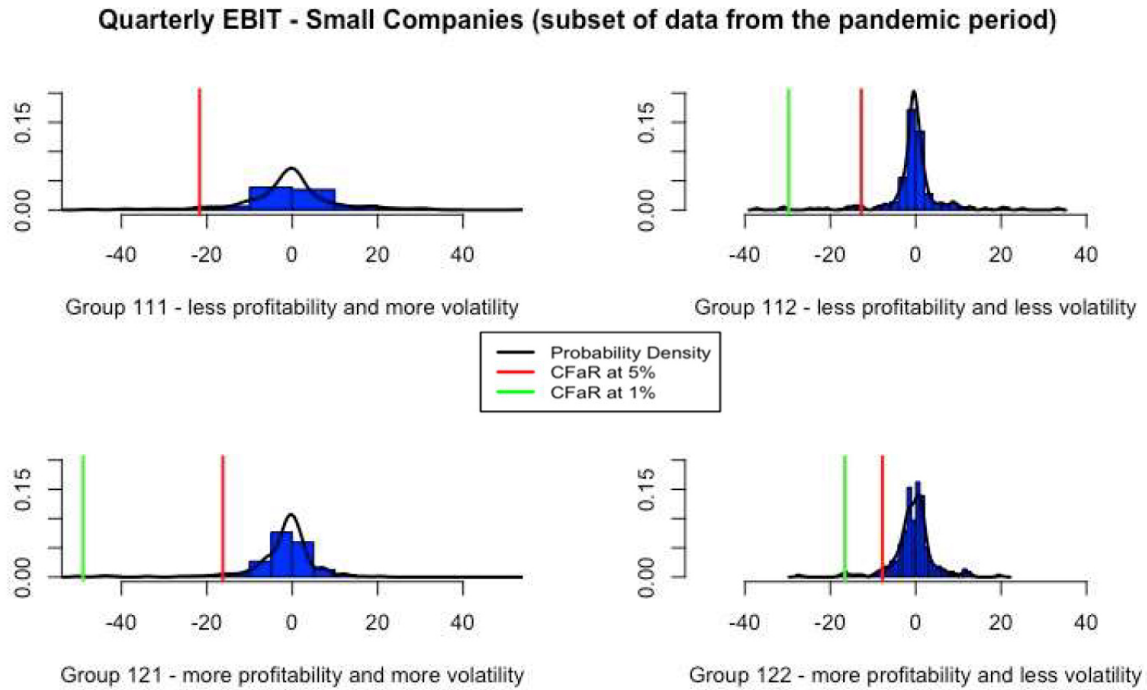 Quarterly EBIT - Small Companies (subset of data from the pandemic period)
0.15
0.00
-40 -20 0 20 40
Group 111 - less profitability and more volatility
0.15
0.00
-40 -20 0 20 40
Group 112 - less profitability and less volatility
Probability Density
CFaR at 5%
CFaR at 1%
0.15
0.00
-40 -20 0 20 40
Group 121 - more profitability and more volatility
0.15
0.00
-40 -20 0 20 40
Group 122 - more profitability and less volatility